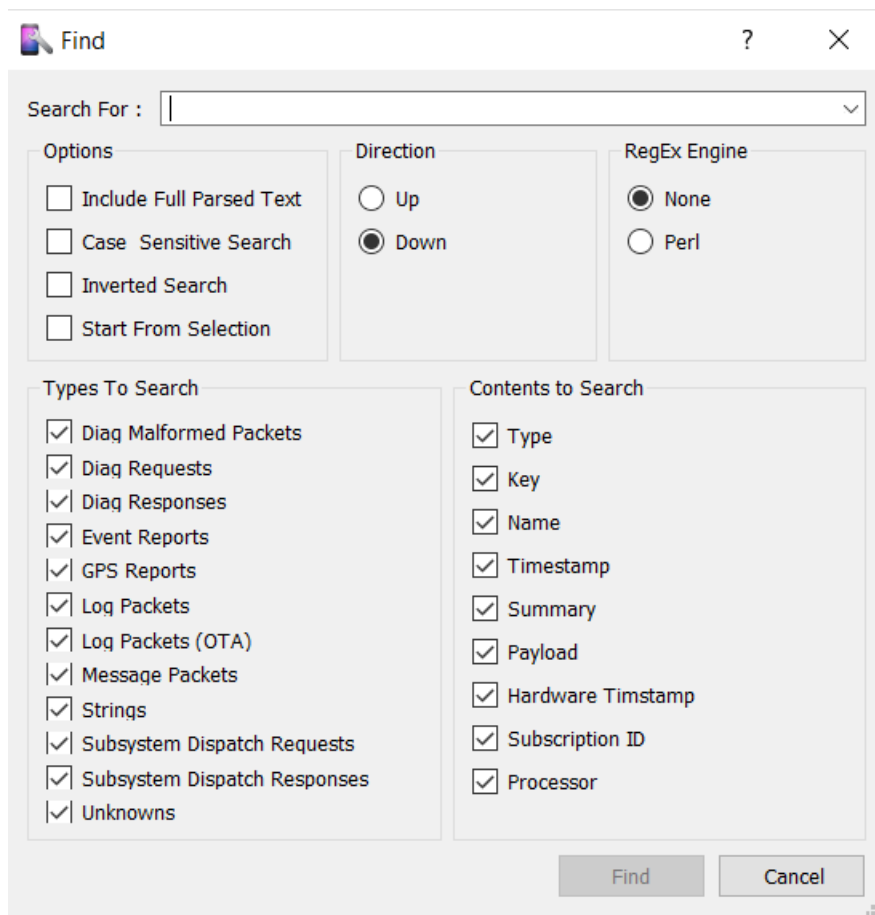 Find
?
Search For :
Options
Include Full Parsed Text
Case  Sensitive Search
Inverted Search
Start From Selection
Direction
Up
Down
RegEx Engine
None
Perl
Types To Search
Diag Malformed Packets
Diag Requests
Diag Responses
Event Reports
GPS Reports
Log Packets
Log Packets (OTA)
Message Packets
Strings
Subsystem Dispatch Requests
Subsystem Dispatch Responses
Unknowns
Contents to Search
Type
Key
Name
Timestamp
Summary
Payload
Hardware Timstamp
Subscription ID
Processor
Find
Cancel